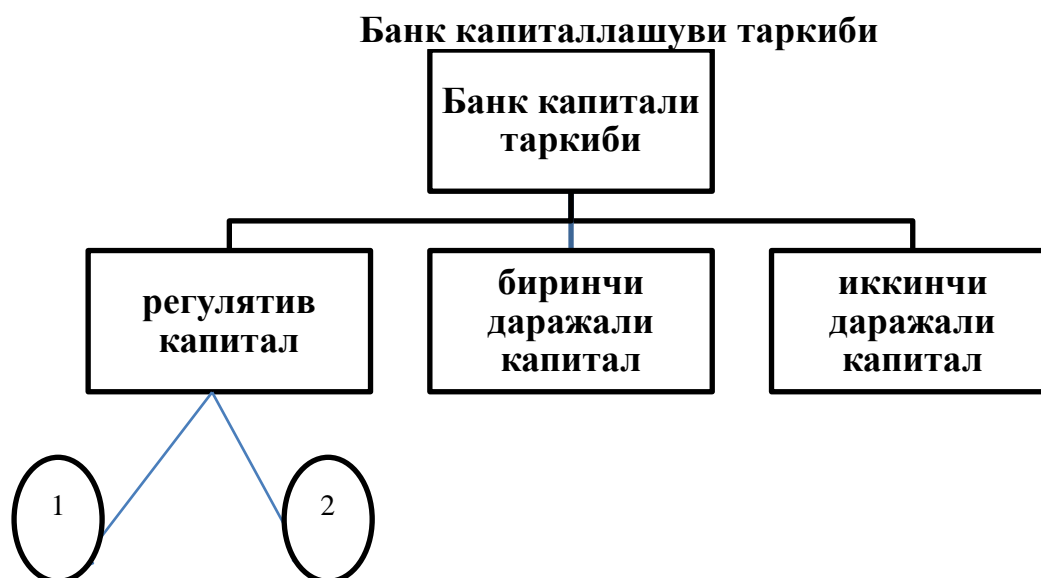 Банк капиталлашуви таркиби
Банк капитали
таркиби
регулятив
капитал
биринчи
даражали
капитал
иккинчи
даражали
капитал
1
2